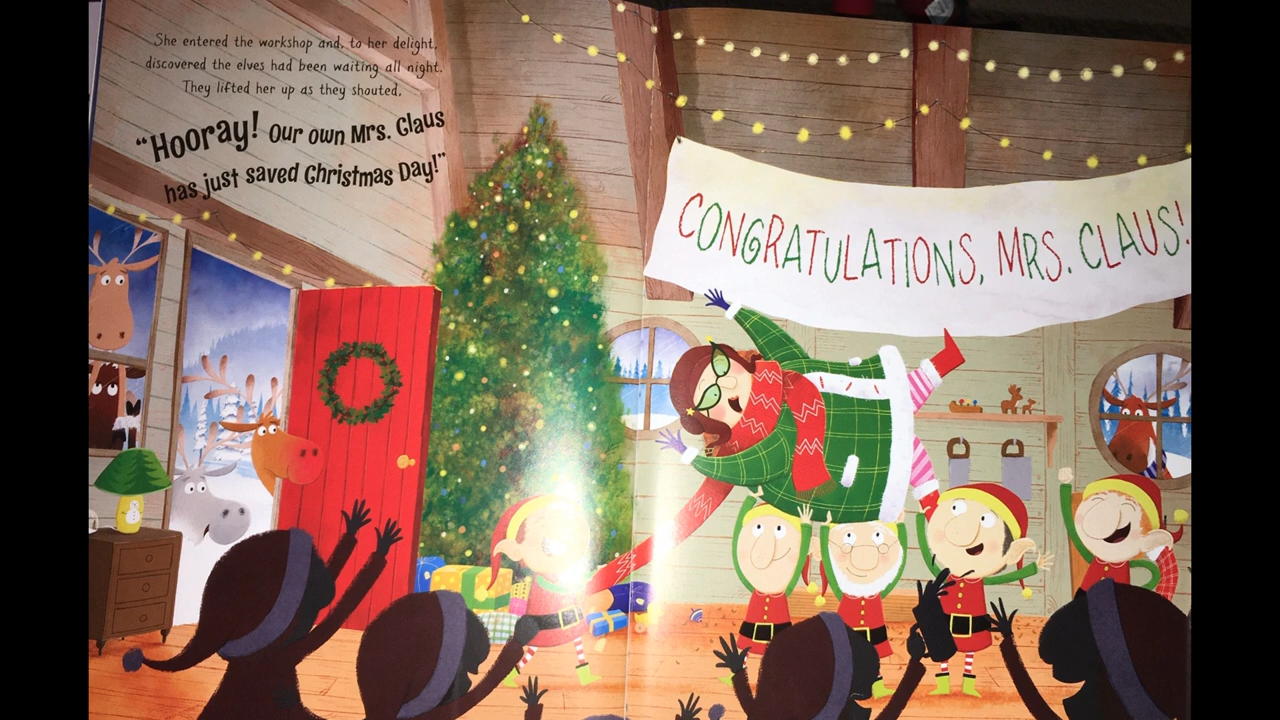 She entered the workshop and, to her delight,
discovered the elves had been waiting all night.
They lifted her up as they shouted,
“Hooray! Our own Mrs. Claus
has just saved Christmas Day!”
CONGRATULATIONS, MRS. CLAUS!